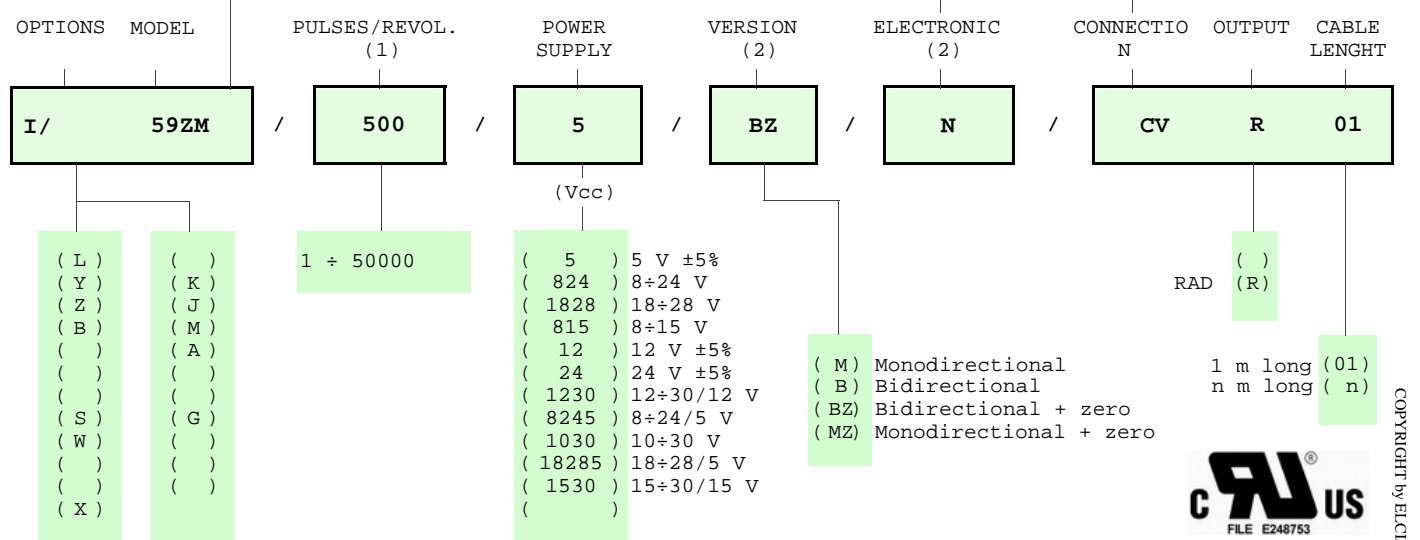 OPTIONS MODEL PULSES/REVOL. POWER VERSION ELECTRONIC CONNECTIO OUTPUT CABLE
(1) SUPPLY (2) (2) N LENGHT
I/ 59ZM / 500 / 5 / BZ / N / CV R 01
(Vcc)
( L ) ( ) 1 ÷ 50000 ( 5 ) 5 V ±5% ( )
( Y ) ( K ) ( 824 ) 8÷24 V RAD (R)
( Z ) ( J ) ( 1828 ) 18÷28 V
( B ) ( M ) ( 815 ) 8÷15 V
( ) ( A ) ( 12 ) 12 V ±5%
( ) ( ) ( 24 ) 24 V ±5% ( M ) Monodirectional 1 m long (01)
( ) ( ) ( 1230 ) 12÷30/12 V ( B ) Bidirectional n m long ( n)
( S ) ( G ) ( 8245 ) 8÷24/5 V ( BZ) Bidirectional + zero
( W ) ( ) ( 1030 ) 10÷30 V ( MZ) Monodirectional + zero
( ) ( ) ( 18285 ) 18÷28/5 V
( ) ( ) ( 1530 ) 15÷30/15 V
( X ) ( )
C RU ® US
FILE E248753
COPYRIGHT by ELCI